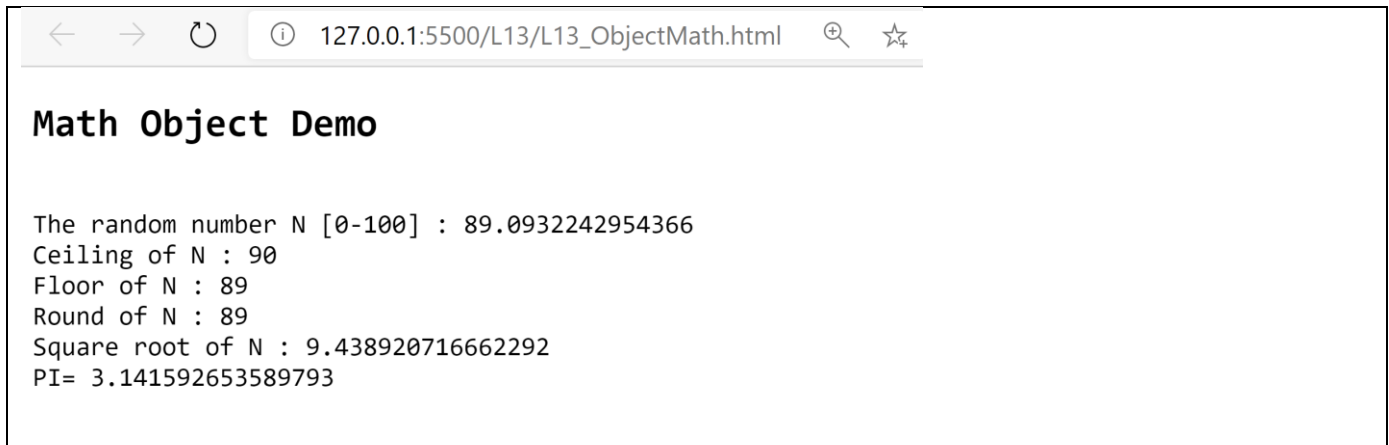 127.0.0.1:5500/L13/L13_ObjectMath.html
Math Object Demo
The random number N [0-100] : 89.0932242954366
Ceiling of N : 90
Floor of N : 89
Round of N : 89
Square root of N : 9.438920716662292
PI= 3.141592653589793